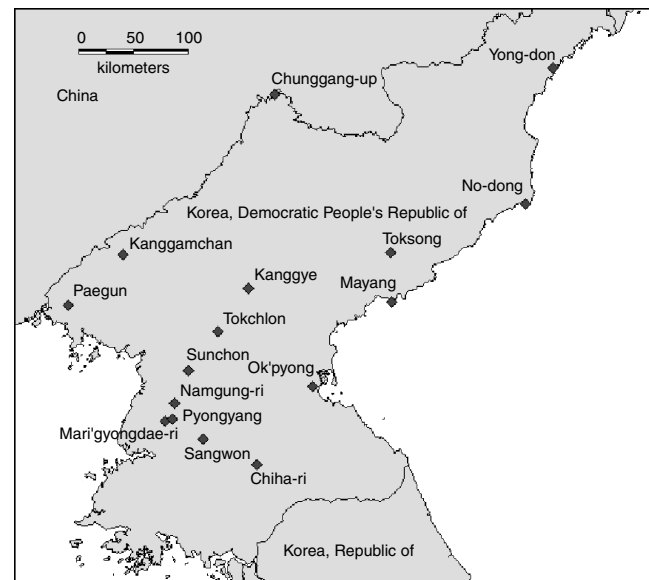 0 50 100
kilometers
Yong-don
Chunggang-up
China
No-dong
Korea, Democratic People's Republic of
Kanggamchan
Toksong
Kanggye
Mayang
Paegun
Tokchlon
Sunchon
Ok'pyong
Namgung-ri
Pyongyang
Mari'gyongdae-ri
Sangwon
Chiha-ri
Korea, Republic of